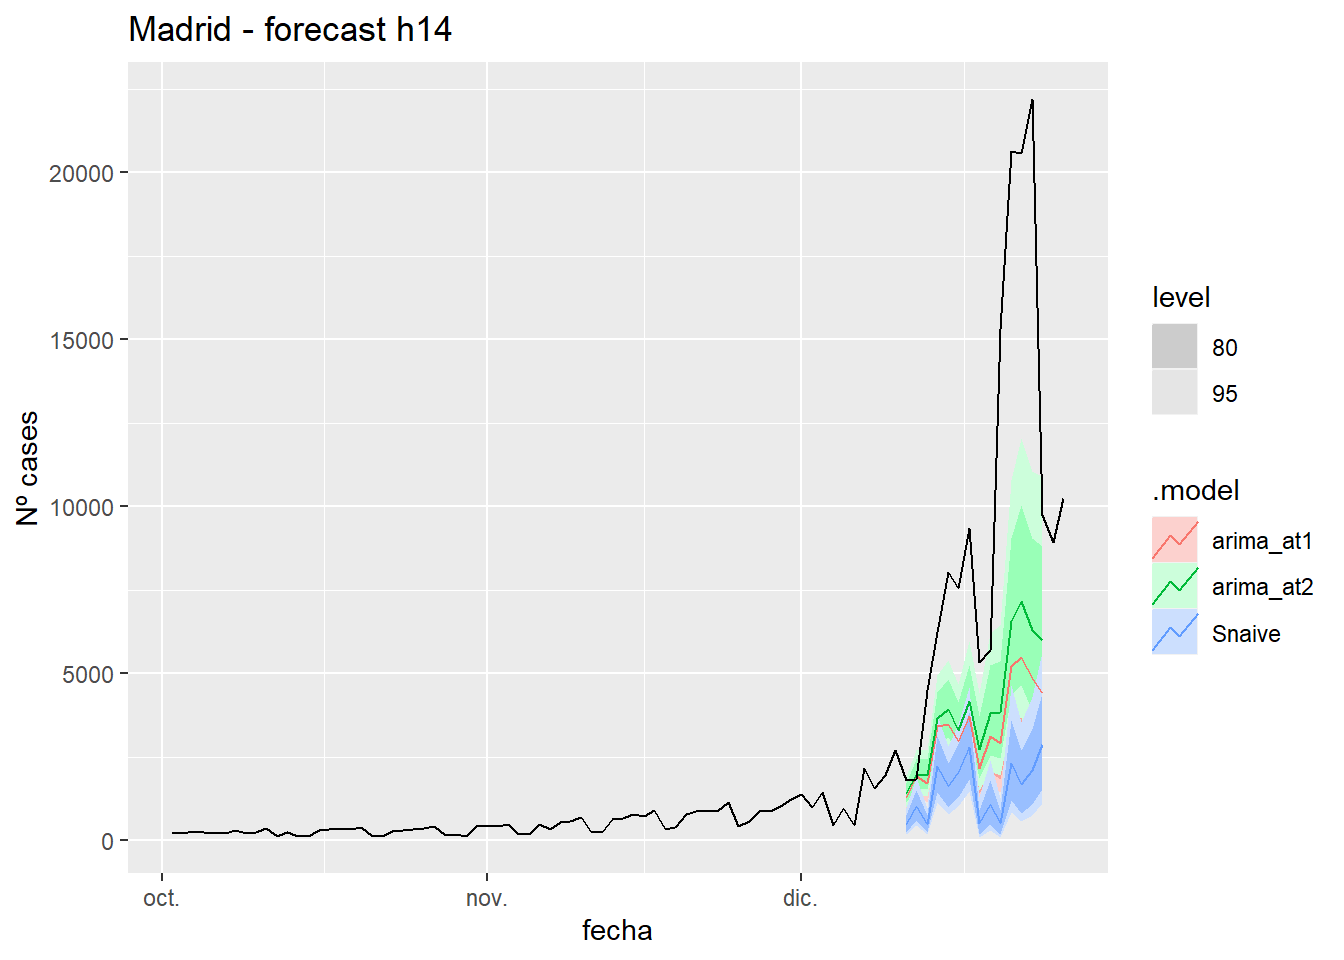 Madrid - forecast h14
Nº cases
20000
15000
10000
5000
0
oct.
nov.
dic.
fecha
level
80
95
.model
arima_at1
arima_at2
Snaive